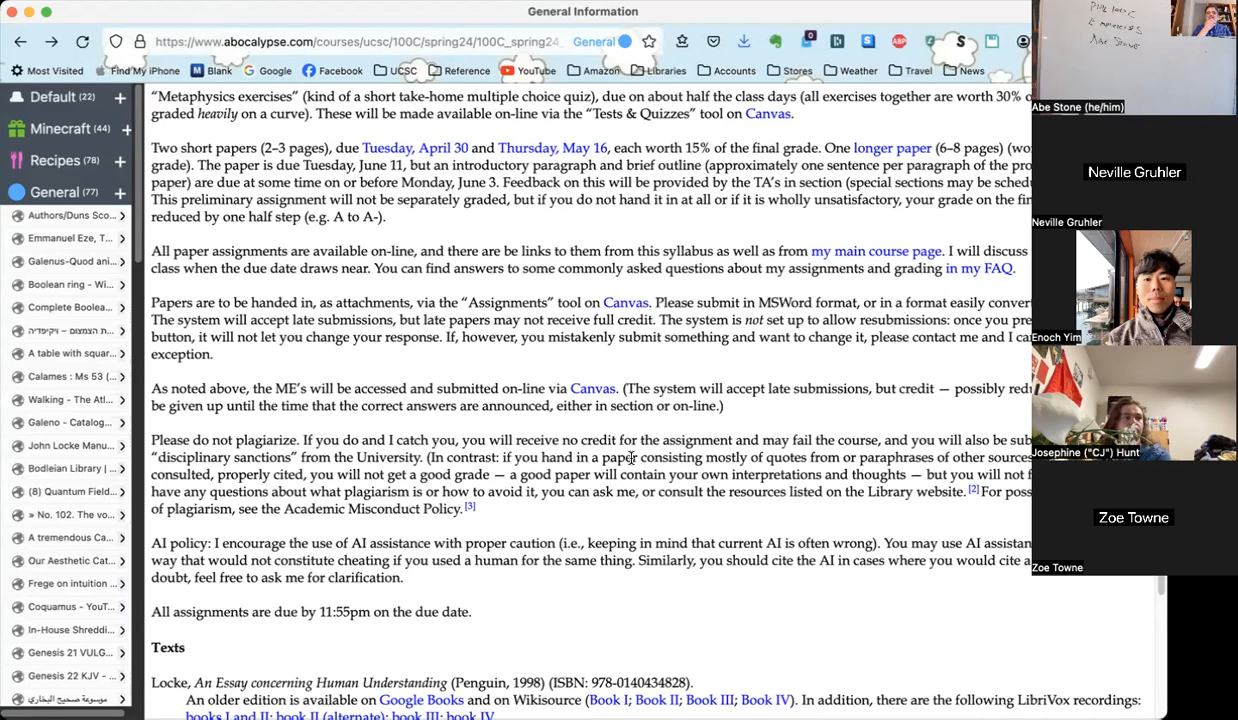 General Information
https://www.abocalypse.com/courses/ucsc/100C/spring24/100C_spring24_
General
Most Visited
Find My iPhone
Blank
Google
Facebook
UCSC
Reference
YouTube
Amazon
Libraries
Accounts
Stores
Weather
Travel
News
Default (22)
Minecraft (44)
Recipes (78)
General (77)
Authors/Duns Sco...
Emmanuel Eze, T...
Galenus-Quod ani...
Boolean ring - Wi...
Complete Boolea...
תת הצמצום – ויקיפדיה...
A table with squar...
Calames : Ms 53 (...
Walking - The Atl...
Galeno - Catalog...
John Locke Manu...
Bodleian Library |...
(8) Quantum Field...
» No. 102. The vo...
A tremendous Ca...
Our Aesthetic Cat...
Frege on intuition ...
Coquamus - YouT...
In-House Shreddi...
Genesis 21 VULG...
Genesis 22 KJV - ...
موسوعة صحيح البخاري...
“Metaphysics exercises” (kind of a short take-home multiple choice quiz), due on about half the class days (all exercises together are worth 30%
graded heavily on a curve). These will be made available on-line via the “Tests & Quizzes” tool on Canvas.
Two short papers (2–3 pages), due Tuesday, April 30 and Thursday, May 16, each worth 15% of the final grade. One longer paper (6–8 pages) (wo
grade). The paper is due Tuesday, June 11, but an introductory paragraph and brief outline (approximately one sentence per paragraph of the pro
paper) are due at some time on or before Monday, June 3. Feedback on this will be provided by the TA’s in section (special sections may be sched
This preliminary assignment will not be separately graded, but if you do not hand it in at all or if it is wholly unsatisfactory, your grade on the fin
reduced by one half step (e.g. A to A-).
All paper assignments are available on-line, and there are be links to them from this syllabus as well as from my main course page. I will discuss
class when the due date draws near. You can find answers to some commonly asked questions about my assignments and grading in my FAQ.
Papers are to be handed in, as attachments, via the “Assignments” tool on Canvas. Please submit in MSWord format, or in a format easily conver
The system will accept late submissions, but late papers may not receive full credit. The system is not set up to allow resubmissions: once you pre
button, it will not let you change your response. If, however, you mistakenly submit something and want to change it, please contact me and I ca
exception.
As noted above, the ME’s will be accessed and submitted on-line via Canvas. (The system will accept late submissions, but credit — possibly red
be given up until the time that the correct answers are announced, either in section or on-line.)
Please do not plagiarize. If you do and I catch you, you will receive no credit for the assignment and may fail the course, and you will also be sub
“disciplinary sanctions” from the University. (In contrast: if you hand in a paper consisting mostly of quotes from or paraphrases of other sources
consulted, properly cited, you will not get a good grade — a good paper will contain your own interpretations and thoughts — but you will not f
have any questions about what plagiarism is or how to avoid it, you can ask me, or consult the resources listed on the Library website.[2] For poss
of plagiarism, see the Academic Misconduct Policy. [3]
AI policy: I encourage the use of AI assistance with proper caution (i.e., keeping in mind that current AI is often wrong). You may use AI assistan
way that would not constitute cheating if you used a human for the same thing. Similarly, you should cite the AI in cases where you would cite a
doubt, feel free to ask me for clarification.
All assignments are due by 11:55pm on the due date.
Texts
Locke, An Essay concerning Human Understanding (Penguin, 1998) (ISBN: 978-0140434828).
An older edition is available on Google Books and on Wikisource (Book I; Book II; Book III; Book IV). In addition, there are the following LibriVox recordings:
books I and II; book II (alternate); book III; book IV.
Abe Stone (he/him)
Neville Gruhler
Neville Gruhler
Enoch Yim
Josephine ("CJ") Hunt
Zoe Towne
Zoe Towne